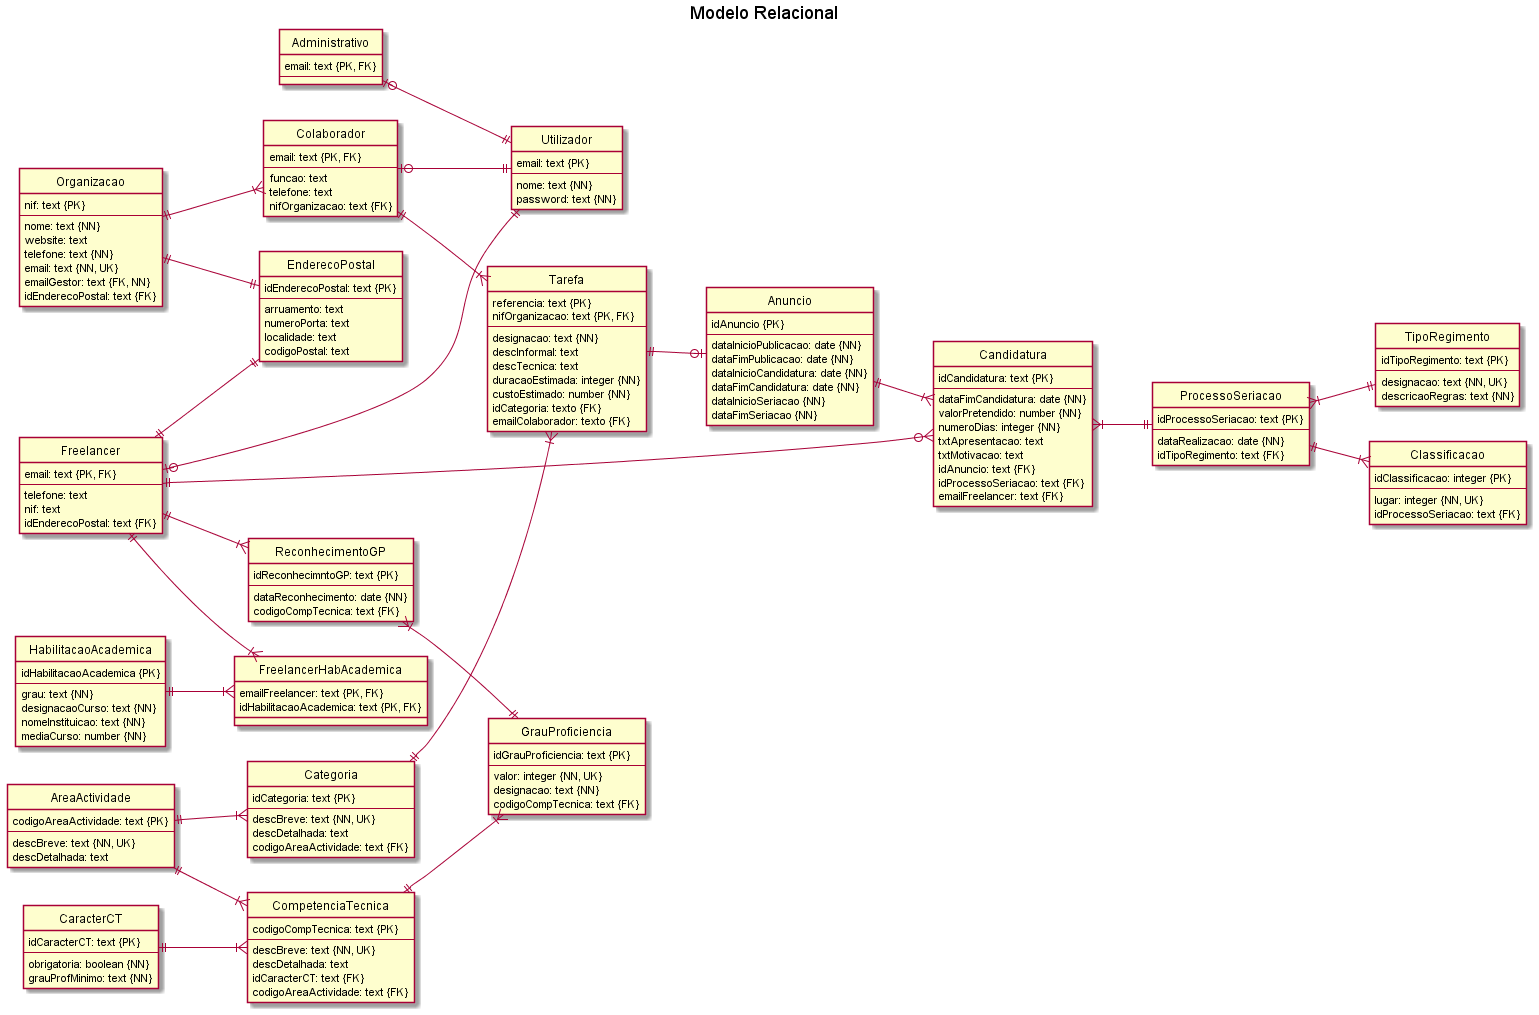 Modelo Relacional
Administrativo
email: text {PK, FK}
Colaborador
email: text {PK, FK}
funcao: text
telefone: text
nifOrganizacao: text {FK}
Utilizador
email: text {PK}
nome: text {NN}
password: text {NN}
Organizacao
nif: text {PK}
nome: text {NN}
website: text
telefone: text {NN}
email: text {NN, UK}
emailGestor: text {FK, NN}
idEnderecoPostal: text {FK}
EnderecoPostal
idEnderecoPostal: text {PK}
arruamento: text
numeroPorta: text
localidade: text
codigoPostal: text
Tarefa
referencia: text {PK}
nifOrganizacao: text {PK, FK}
designacao: text {NN}
descInformal: text
descTecnica: text
duracaoEstimada: integer {NN}
custoEstimado: number {NN}
idCategoria: texto {FK}
emailColaborador: texto {FK}
Anuncio
idAnuncio {PK}
dataInicioPublicacao: date {NN}
dataFimPublicacao: date {NN}
dataInicioCandidatura: date {NN}
dataFimCandidatura: date {NN}
dataInicioSeriacao {NN}
dataFimSeriacao {NN}
Candidatura
idCandidatura: text {PK}
dataFimCandidatura: date {NN}
valorPretendido: number {NN}
numeroDias: integer {NN}
txtApresentacao: text
txtMotivacao: text
idAnuncio: text {FK}
idProcessoSeriacao: text {FK}
emailFreelancer: text {FK}
ProcessoSeriacao
idProcessoSeriacao: text {PK}
dataRealizacao: date {NN}
idTipoRegimento: text {FK}
TipoRegimento
idTipoRegimento: text {PK}
designacao: text {NN, UK}
descricaoRegras: text {NN}
Classificacao
idClassificacao: integer {PK}
lugar: integer {NN, UK}
idProcessoSeriacao: text {FK}
Freelancer
email: text {PK, FK}
telefone: text
nif: text
idEnderecoPostal: text {FK}
ReconhecimentoGP
idReconhecimntoGP: text {PK}
dataReconhecimento: date {NN}
codigoCompTecnica: text {FK}
HabilitacaoAcademica
idHabilitacaoAcademica {PK}
grau: text {NN}
designacaoCurso: text {NN}
nomeInstituicao: text {NN}
mediaCurso: number {NN}
FreelancerHabAcademica
emailFreelancer: text {PK, FK}
idHabilitacaoAcademica: text {PK, FK}
GrauProficiencia
idGrauProficiencia: text {PK}
valor: integer {NN, UK}
designacao: text {NN}
codigoCompTecnica: text {FK}
Categoria
idCategoria: text {PK}
descBreve: text {NN, UK}
descDetalhada: text
codigoAreaActividade: text {FK}
AreaActividade
codigoAreaActividade: text {PK}
descBreve: text {NN, UK}
descDetalhada: text
CaracterCT
idCaracterCT: text {PK}
obrigatoria: boolean {NN}
grauProfMinimo: text {NN}
CompetenciaTecnica
codigoCompTecnica: text {PK}
descBreve: text {NN, UK}
descDetalhada: text
idCaracterCT: text {FK}
codigoAreaActividade: text {FK}